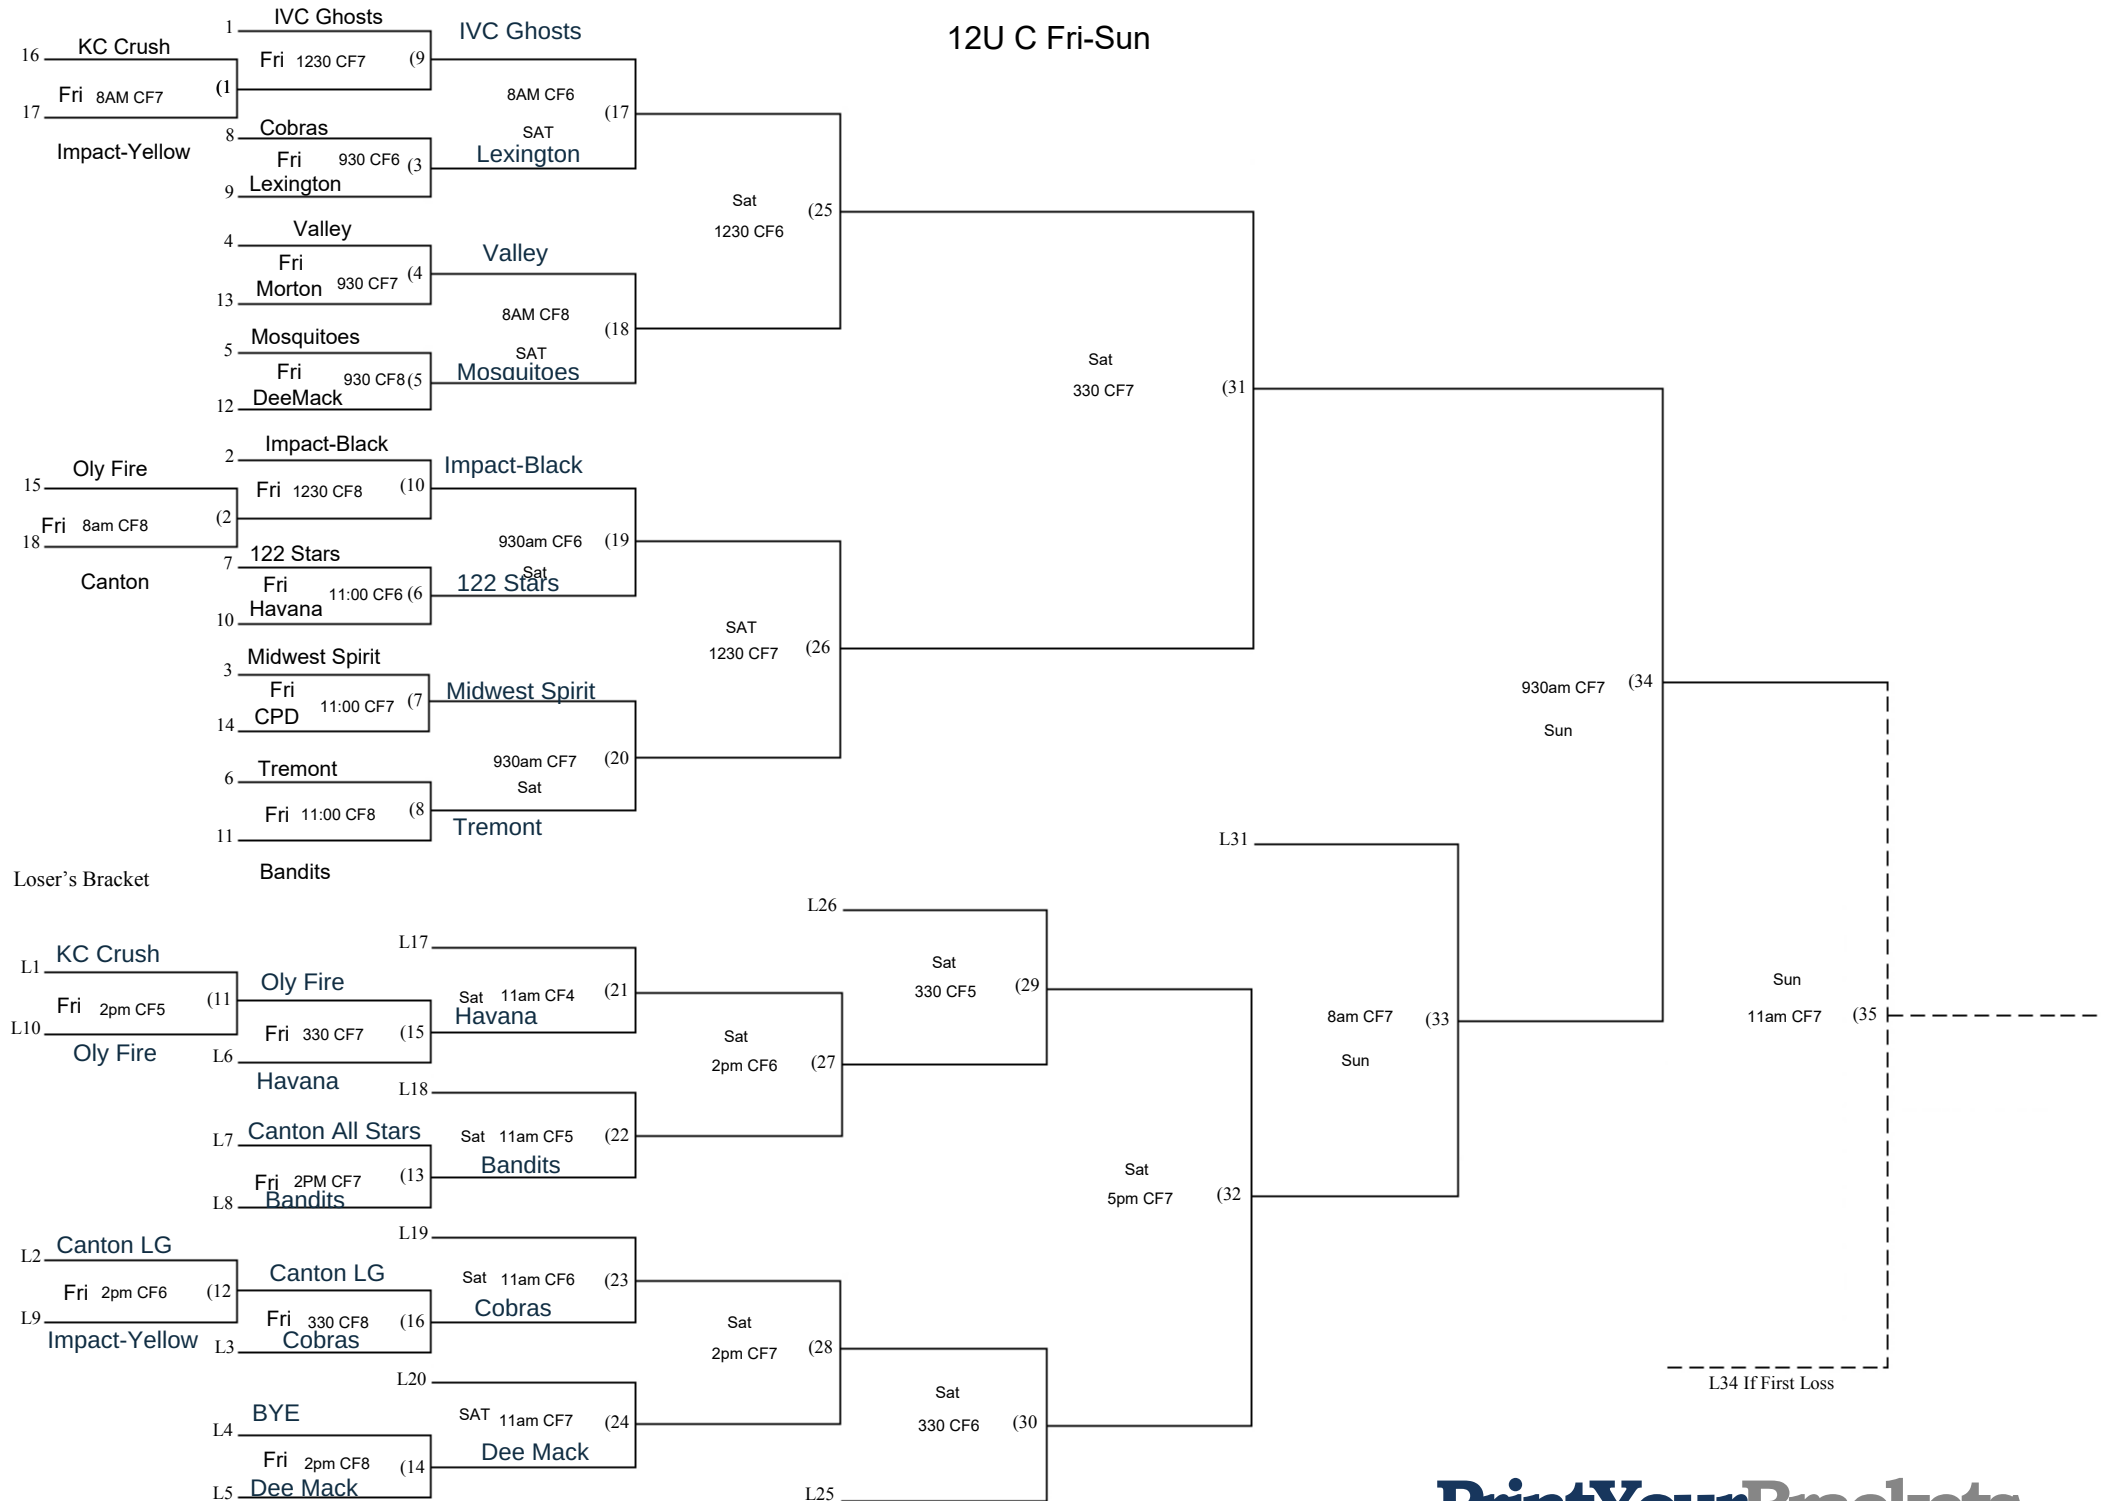 12U C Fri-Sun
1
IVC Ghosts
IVC Ghosts
16
KC Crush
Fri 1230 CF7 (9
Fri 8AM CF7 (1
17
Impact-Yellow
8AM CF6
SAT
(17
Lexington
8
Cobras
Fri 930 CF6 (3
9
Lexington
Sat
1230 CF6
(25
4
Valley
Valley
Fri
Morton 930 CF7 (4
13
8AM CF8
SAT
(18
Mosquitoes
5
Mosquitoes
Fri 930 CF8 (5
12
DeeMack
Sat
330 CF7
(31
2
Impact-Black
Impact-Black
15
Oly Fire
Fri 1230 CF8 (10
Fri 8am CF8 (2
18
Canton
930am CF6 (19
Sat
122 Stars
7
122 Stars
Fri 11:00 CF6 (6
10
Havana
SAT
1230 CF7 (26
3
Midwest Spirit
Midwest Spirit
Fri 11:00 CF7 (7
14
CPD
930am CF7 (20
Sat
6
Tremont
Fri 11:00 CF8 (8
Tremont
11
Bandits
930am CF7 (34
Sun
Loser's Bracket
L31
L26
L17
L1
KC Crush
Fri 2pm CF5 (11
L10
Oly Fire
Oly Fire
Fri 330 CF7 (15
L6
Havana
Sat 11am CF4 (21
Havana
Sat
330 CF5 (29
Sat
2pm CF6 (27
8am CF7 (33
Sun
Sun
11am CF7 (35
L18
L7
Canton All Stars
Fri 2PM CF7 (13
L8
Bandits
Sat 11am CF5 (22
Bandits
Sat
5pm CF7 (32
L19
L2
Canton LG
Fri 2pm CF6 (12
L9
Impact-Yellow
Canton LG
Fri 330 CF8 (16
L3
Cobras
Sat 11am CF6 (23
Cobras
Sat
2pm CF7 (28
L20
L4
BYE
Fri 2pm CF8 (14
L5
Dee Mack
SAT 11am CF7 (24
Dee Mack
Sat
330 CF6 (30
L34 If First Loss
L25
PrintYourBrackets